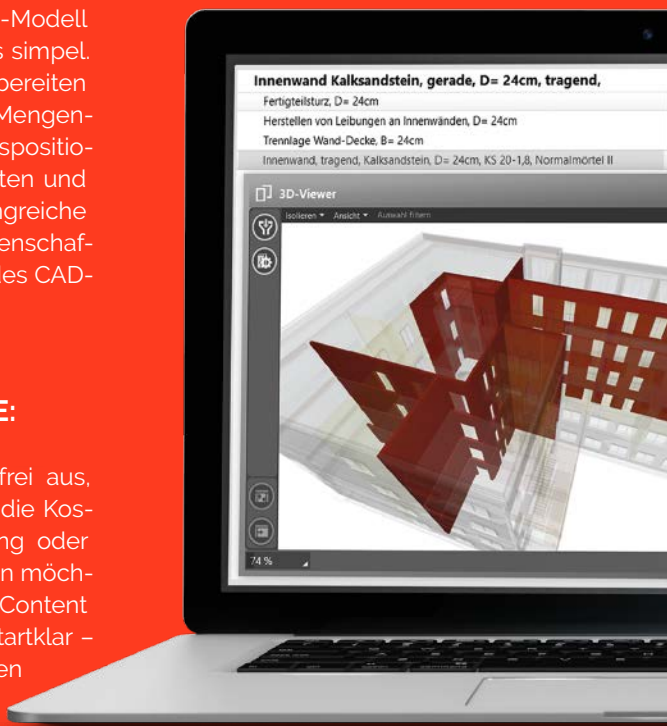 -Modell
s simpel.
bereiten
Mengen-
spositio-
ten und
ngreiche
enschaf-
des CAD-
E:
frei aus,
die Kos-
ng oder
n möch-
Content
tartklar –
en
Innenwand Kalksandstein, gerade, D= 24cm, tragend,
Fertigteilsturz, D= 24cm
Herstellen von Leibungen an Innenwänden, D= 24cm
Trennlage Wand-Decke, B= 24cm
Innenwand, tragend, Kalksandstein, D= 24cm, KS 20-1,8, Normalmörtel II
3D-Viewer
Isolieren Ansicht Auswahl filtern
74 %